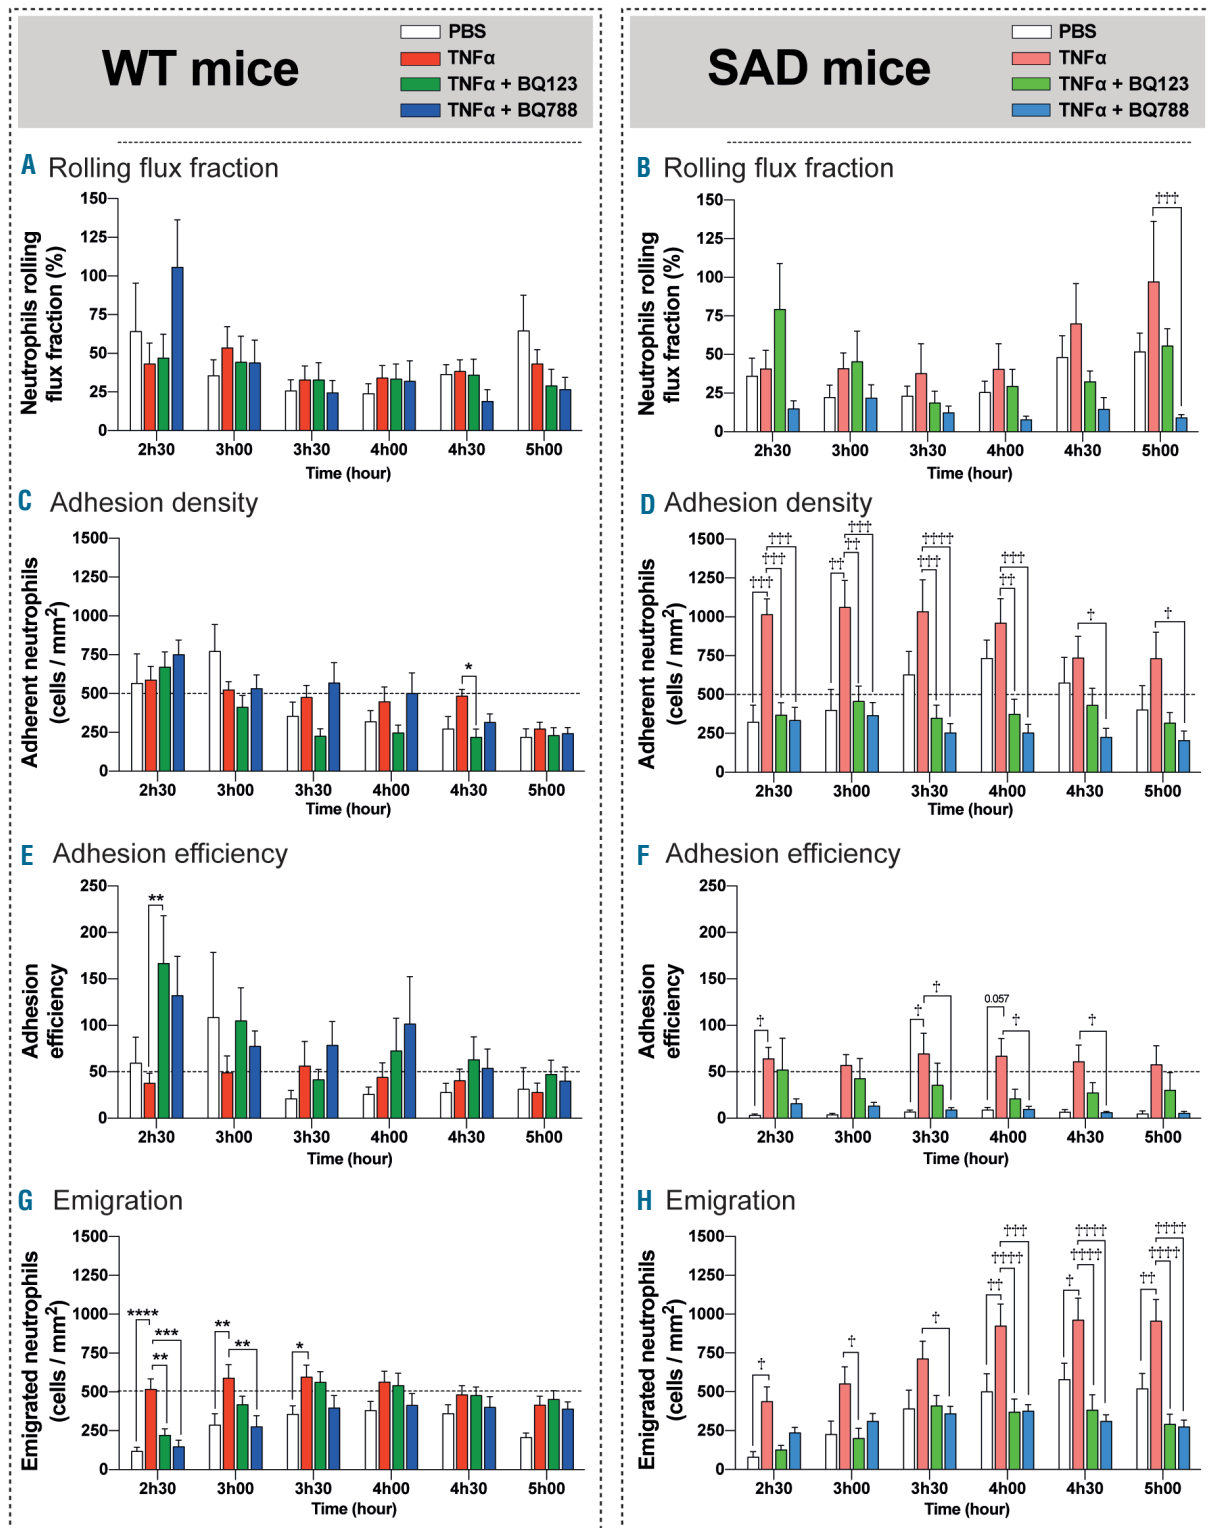 WT mice
PBS
TNFα
TNFα + BQ123
TNFα + BQ788
SAD mice
PBS
TNFα
TNFα + BQ123
TNFα + BQ788
A Rolling flux fraction
Neutrophils rolling
flux fraction (%)
150
125
100
75
50
25
0
2h30 3h00 3h30 4h00 4h30 5h00
Time (hour)
B Rolling flux fraction
Neutrophils rolling
flux fraction (%)
150
125
100
75
50
25
0
†††
2h30 3h00 3h30 4h00 4h30 5h00
Time (hour)
C Adhesion density
Adherent neutrophils
(cells / mm²)
1500
1250
1000
750
500
250
0
*
2h30 3h00 3h30 4h00 4h30 5h00
Time (hour)
D Adhesion density
Adherent neutrophils
(cells / mm²)
1500
1250
1000
750
500
250
0
††† ††† †††† 
††† †† †††
††† †† ††† †† † †
2h30 3h00 3h30 4h00 4h30 5h00
Time (hour)
E Adhesion efficiency
Adhesion
efficiency
250
200
150
100
50
0
**
2h30 3h00 3h30 4h00 4h30 5h00
Time (hour)
F Adhesion efficiency
Adhesion
efficiency
250
200
150
100
50
0
† † † 0.057 † †
2h30 3h00 3h30 4h00 4h30 5h00
Time (hour)
G Emigration
Emigrated neutrophils
(cells / mm²)
1500
1250
1000
750
500
250
0
**** *** ** ** ** *
2h30 3h00 3h30 4h00 4h30 5h00
Time (hour)
H Emigration
Emigrated neutrophils
(cells / mm²)
1500
1250
1000
750
500
250
0
††† †††† ††††
†††† †††† ††††
† † † †† † ††
2h30 3h00 3h30 4h00 4h30 5h00
Time (hour)